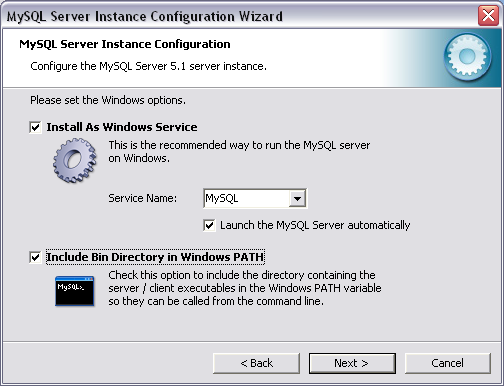 MySQL Server Instance Configuration Wizard
MySQL Server Instance Configuration
Configure the MySQL Server 5.1 server instance.
Please set the Windows options.
Install As Windows Service
This is the recommended way to run the MySQL server
on Windows.
Service Name:
MySQL
Launch the MySQL Server automatically
Include Bin Directory in Windows PATH
MySQL>_
Check this option to include the directory containing the
server / client executables in the Windows PATH variable
so they can be called from the command line.
< Back
Next >
Cancel